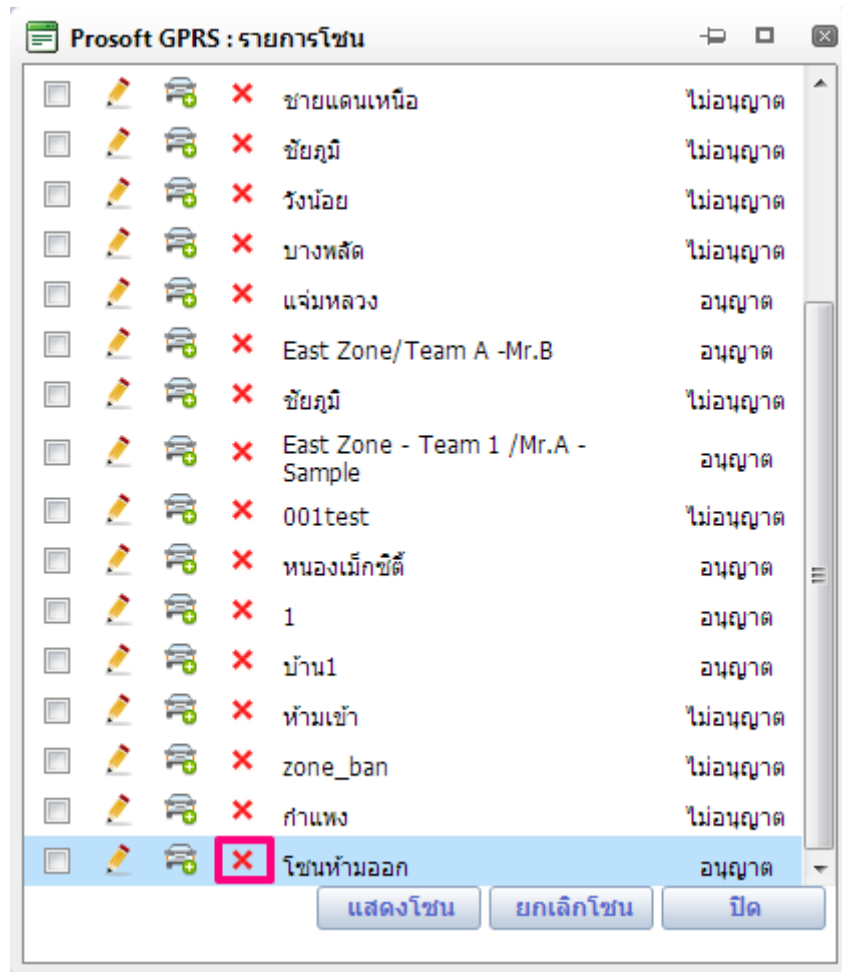 Prosoft GPRS : รายการโซน
ชายแดนเหนือ ไม่อนุญาต
ชัยภูมิ ไม่อนุญาต
วังน้อย ไม่อนุญาต
บางพลัด ไม่อนุญาต
แจ่มหลวง อนุญาต
East Zone/Team A -Mr.B อนุญาต
ชัยภูมิ ไม่อนุญาต
East Zone - Team 1 /Mr.A -
Sample อนุญาต
001test ไม่อนุญาต
หนองเม็กซิตี้ อนุญาต
1 อนุญาต
บ้าน1 อนุญาต
ห้ามเข้า ไม่อนุญาต
zone_ban ไม่อนุญาต
กำแพง ไม่อนุญาต
โซนห้ามออก อนุญาต
แสดงโซน ยกเลิกโซน ปิด